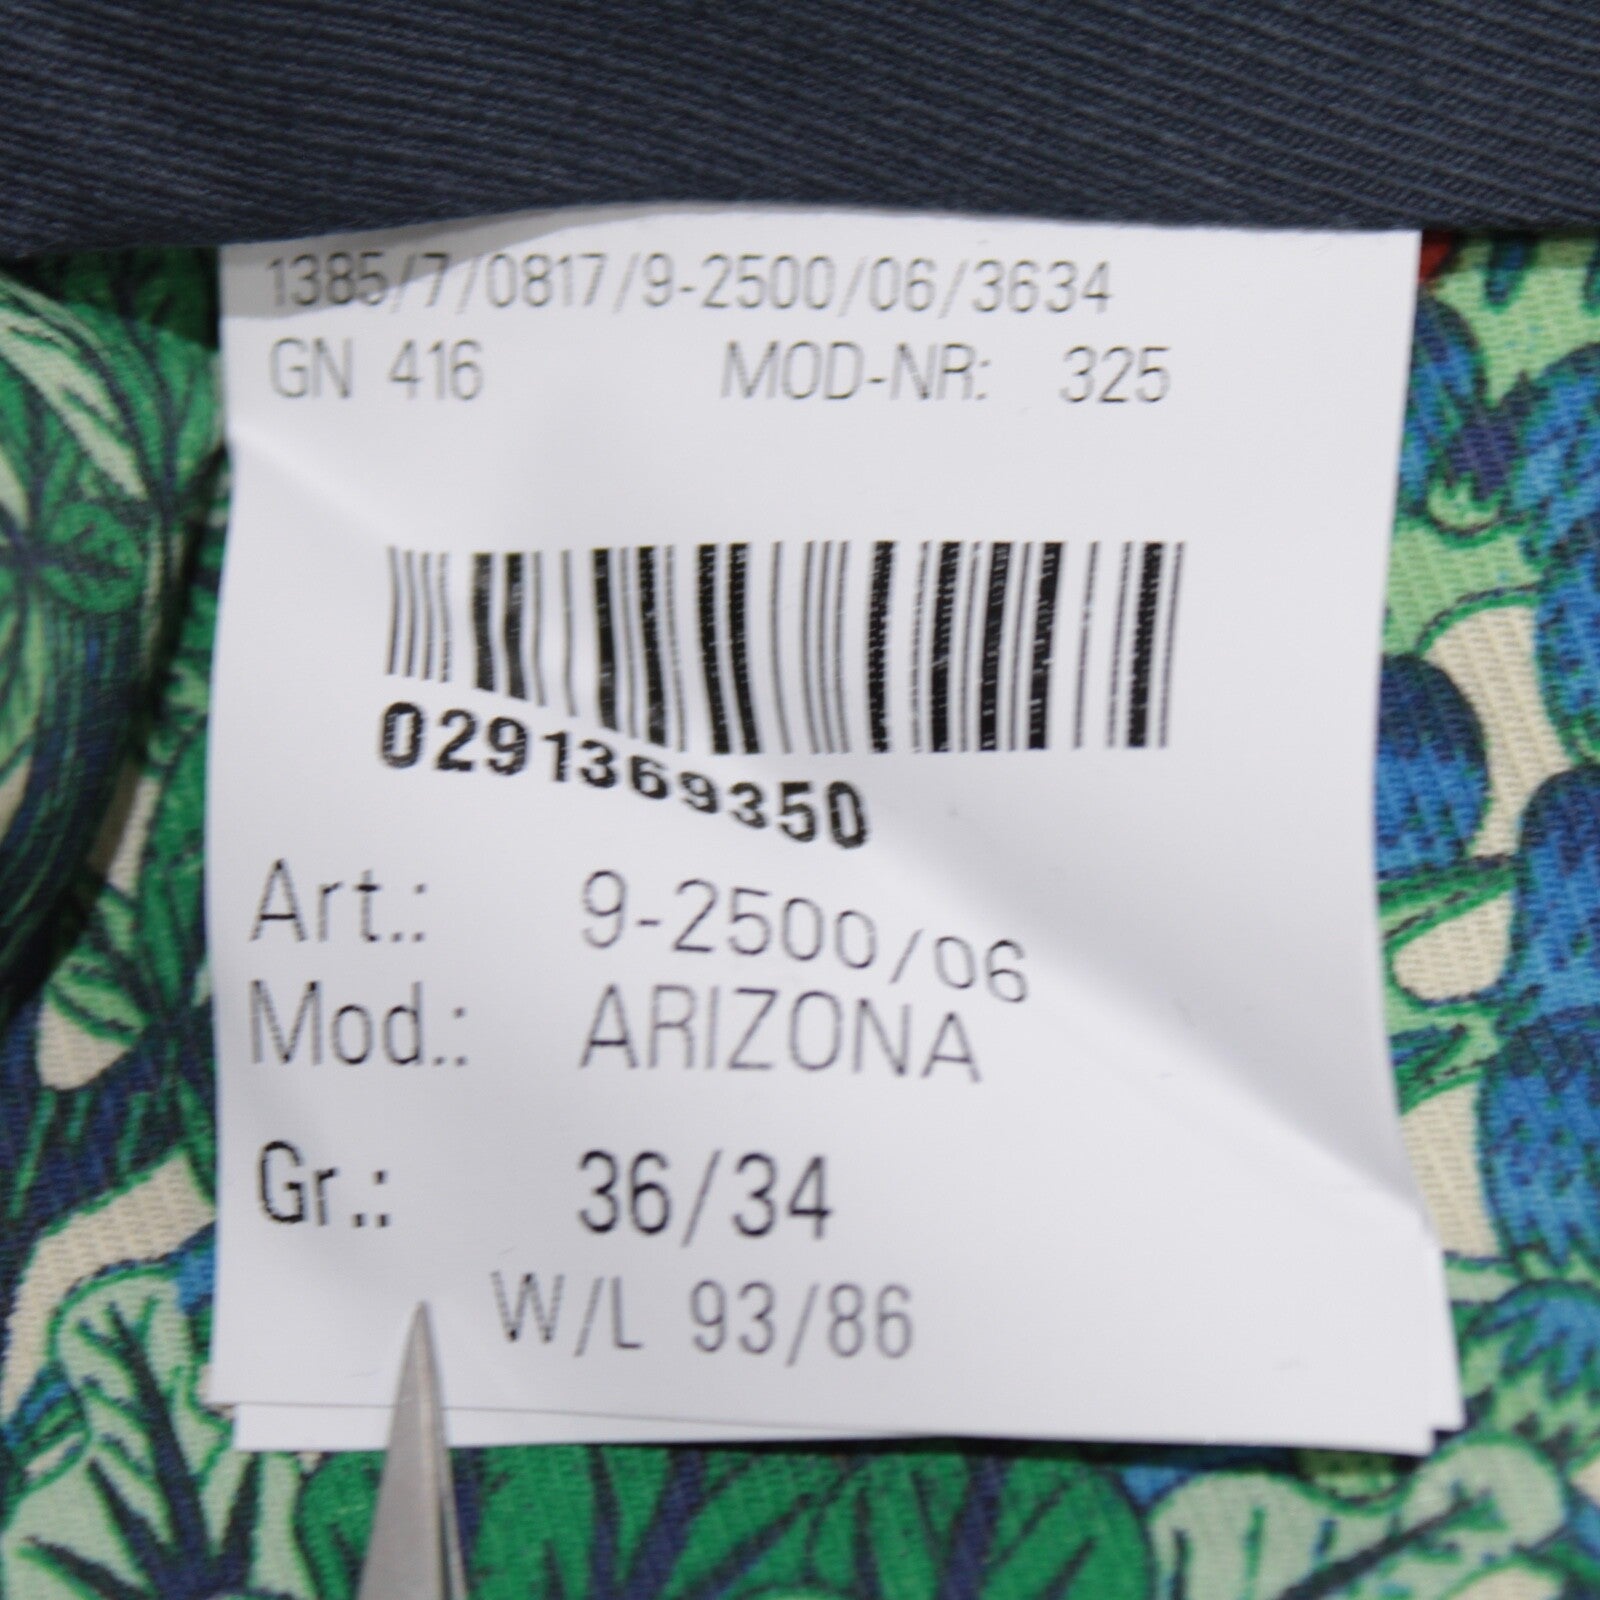 1385/7/0817/9-2500/06/3634
GN 416 MOD-NR: 325
0291369350
Art.: 9-2500/06
Mod.: ARIZONA
Gr.: 36/34
W/L 93/86